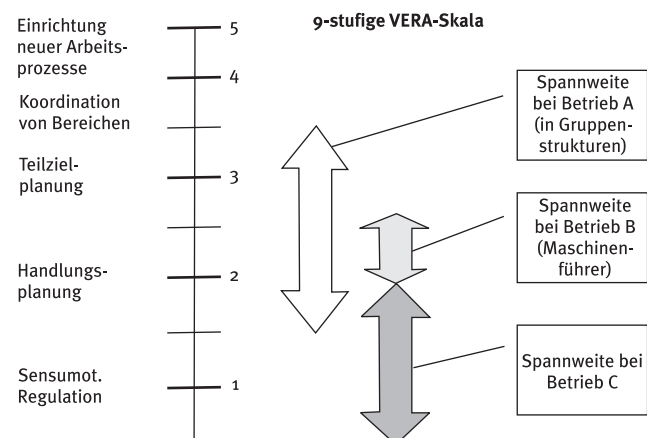 9-stufige VERA-Skala
Einrichtung
neuer Arbeits-
prozesse
5
4
Koordination
von Bereichen
Teilziel-
planung
3
Handlungs-
planung
2
Sensumot.
Regulation
1
Spannweite
bei Betrieb A
(in Gruppen-
strukturen)
Spannweite
bei Betrieb B
(Maschinen-
führer)
Spannweite bei
Betrieb C